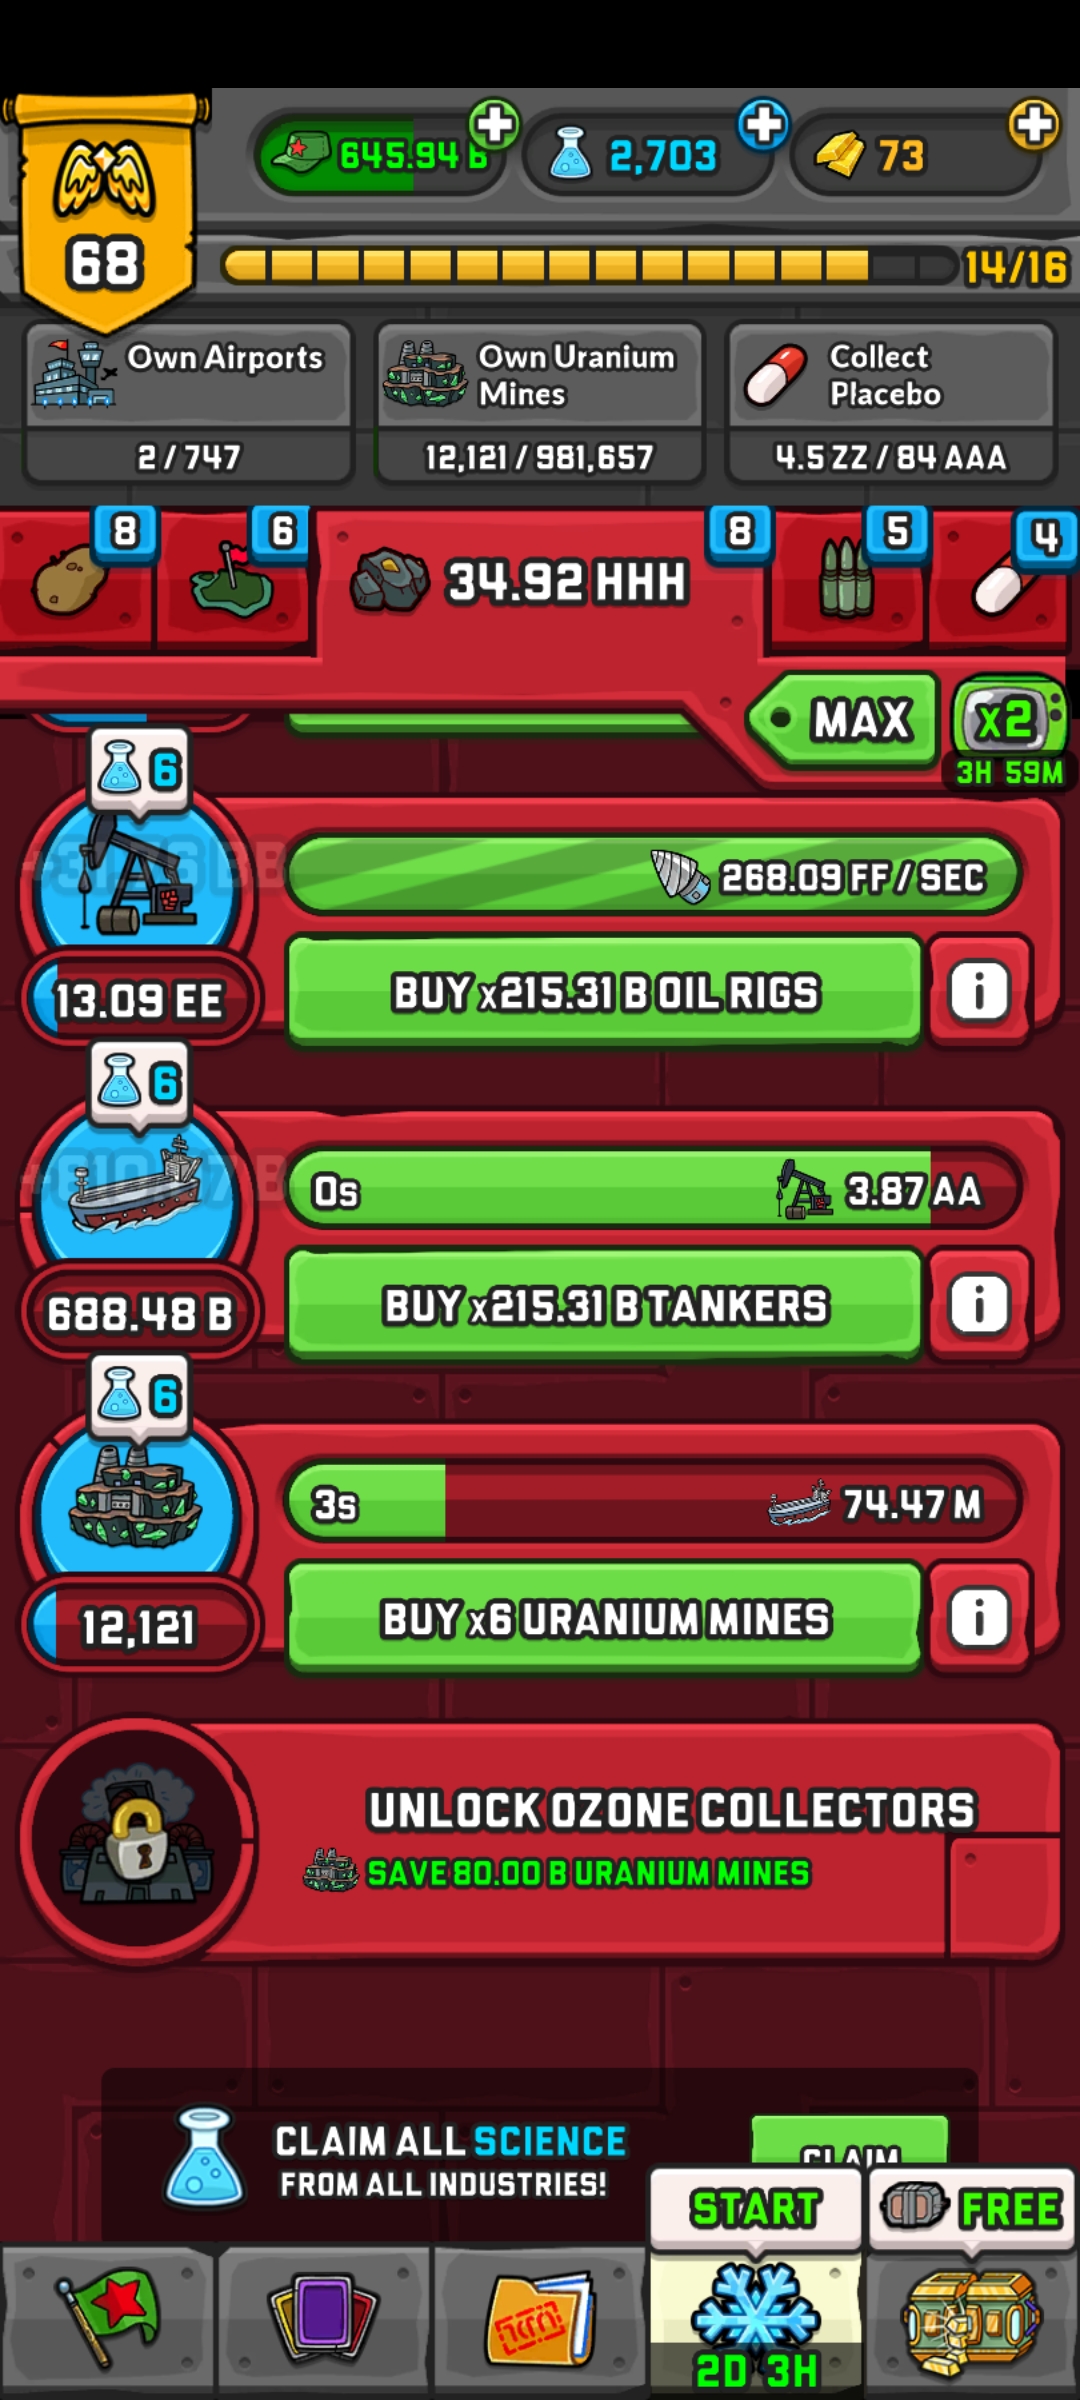 645.94 B
2,703
73
68
14/16
Own Airports
2/747
Own Uranium
Mines
12,121/981,657
Collect
Placebo
4.5 ZZ/84 AAA
8
6
34.92 HHH
8
5
4
MAX
x2
3H 59M
6
268.09 FF/SEC
13.09 EE
BUY x215.31 B OIL RIGS
i
6
0s
3.87 AA
688.48 B
BUY x215.31 B TANKERS
i
6
3s
74.47 M
12,121
BUY x6 URANIUM MINES
i
UNLOCK OZONE COLLECTORS
SAVE 80.00 B URANIUM MINES
CLAIM ALL SCIENCE
FROM ALL INDUSTRIES!
CLAIM
START
FREE
2D 3H